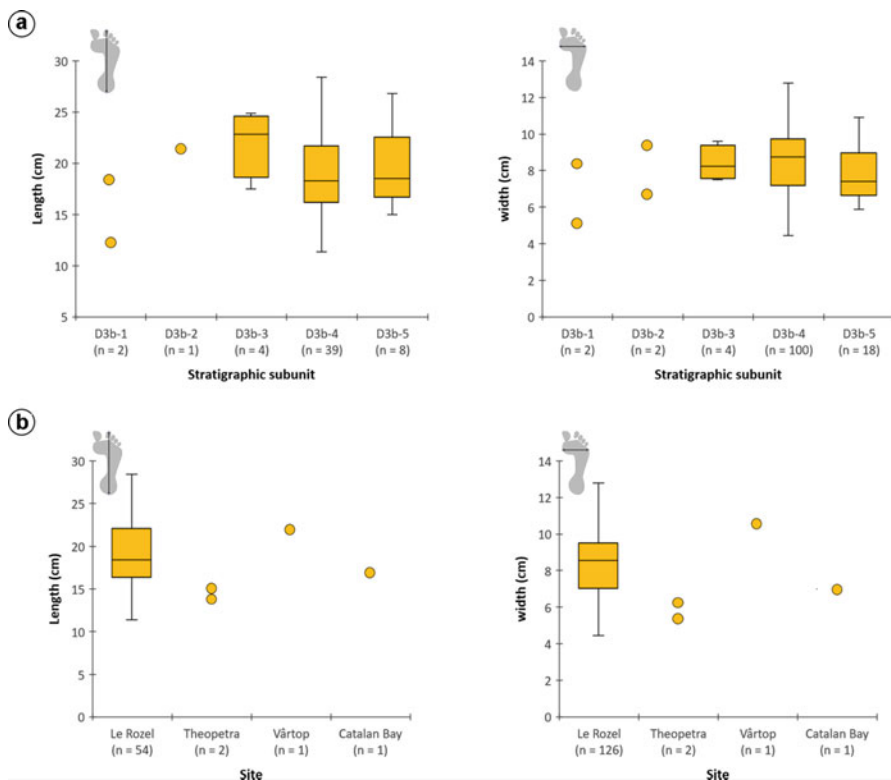 a
Length (cm)
30
25
20
15
10
5
D3b-1 D3b-2 D3b-3 D3b-4 D3b-5
(n = 2) (n = 1) (n = 4) (n = 39) (n = 8)
Stratigraphic subunit
width (cm)
14
12
10
8
6
4
2
0
D3b-1 D3b-2 D3b-3 D3b-4 D3b-5
(n = 2) (n = 2) (n = 4) (n = 100) (n = 18)
Stratigraphic subunit
b
Length (cm)
30
25
20
15
10
5
0
Le Rozel Theopetra Vârtop Catalan Bay
(n = 54) (n = 2) (n = 1) (n = 1)
Site
width (cm)
14
12
10
8
6
4
2
0
Le Rozel Theopetra Vârtop Catalan Bay
(n = 126) (n = 2) (n = 1) (n = 1)
Site